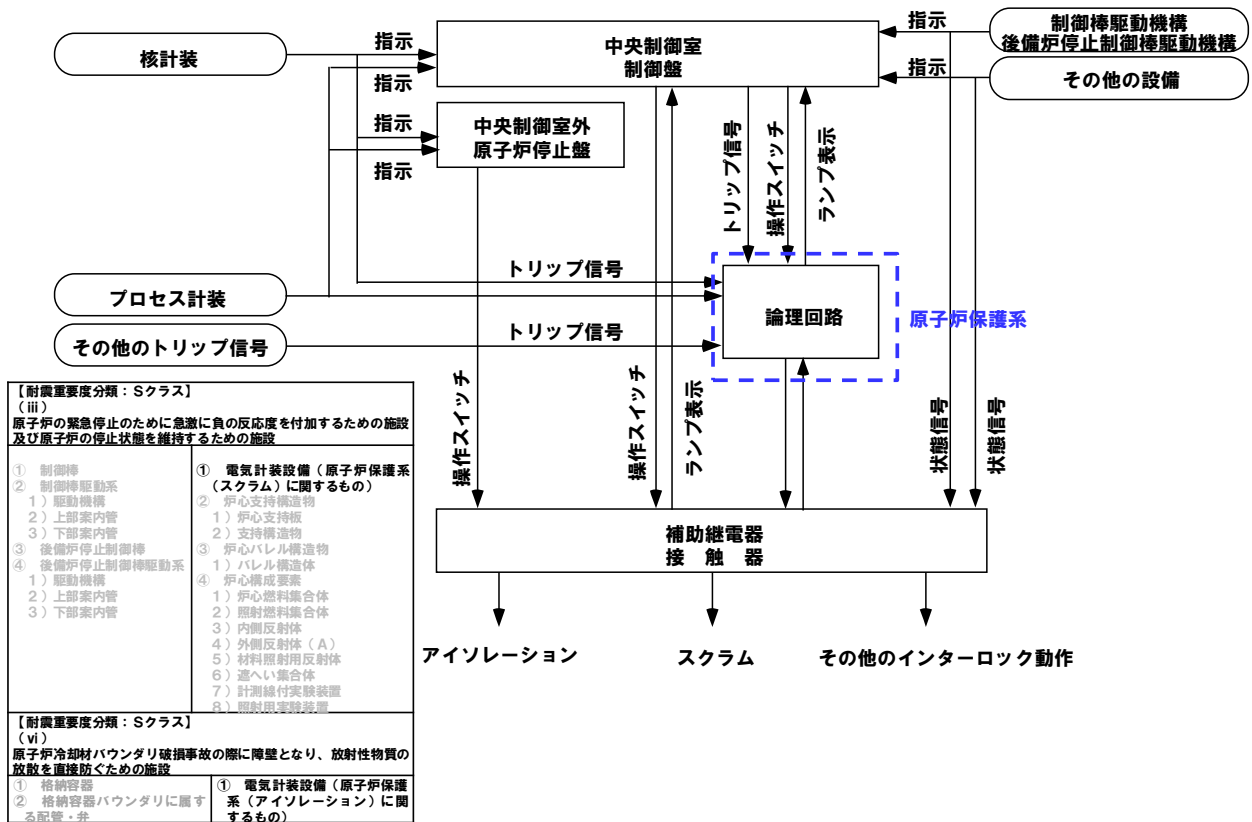 指示
制御棒駆動機構
後備炉停止制御棒駆動機構
核計装
指示
中央制御室
制御盤
指示
その他の設備
指示
指示
中央制御室外
原子炉停止盤
指示
トリップ信号
操作スイッチ
ランプ表示
プロセス計装
トリップ信号
論理回路
原子炉保護系
その他のトリップ信号
トリップ信号
操作スイッチ
操作スイッチ
ランプ表示
状態信号
状態信号
補助継電器
接触器
アイソレーション
スクラム
その他のインターロック動作
【耐震重要度分類:Sクラス】
(ⅲ)
原子炉の緊急停止のために急激に負の反応度を付加するための施設
及び原子炉の停止状態を維持するための施設
① 制御棒
② 制御棒駆動系
1)駆動機構
2)上部案内管
3)下部案内管
③ 後備炉停止制御棒
④ 後備炉停止制御棒駆動系
1)駆動機構
2)上部案内管
3)下部案内管
① 電気計装設備(原子炉保護系
(スクラム)に関するもの)
② 炉心支持構造物
1)炉心支持板
2)支持構造物
③ 炉心バレル構造物
1)バレル構造体
④ 炉心構成要素
1)炉心燃料集合体
2)照射燃料集合体
3)内側反射体
4)外側反射体(A)
5)材料照射用反射体
6)遮へい集合体
7)計測線付実験装置
8)照射用実験装置
【耐震重要度分類:Sクラス】
(ⅵ)
原子炉冷却材バウンダリ破損事故の際に障壁となり、放射性物質の
放散を直接防ぐための施設
① 格納容器
② 格納容器バウンダリに属す
る配管・弁
① 電気計装設備(原子炉保護
系(アイソレーション)に関
するもの)